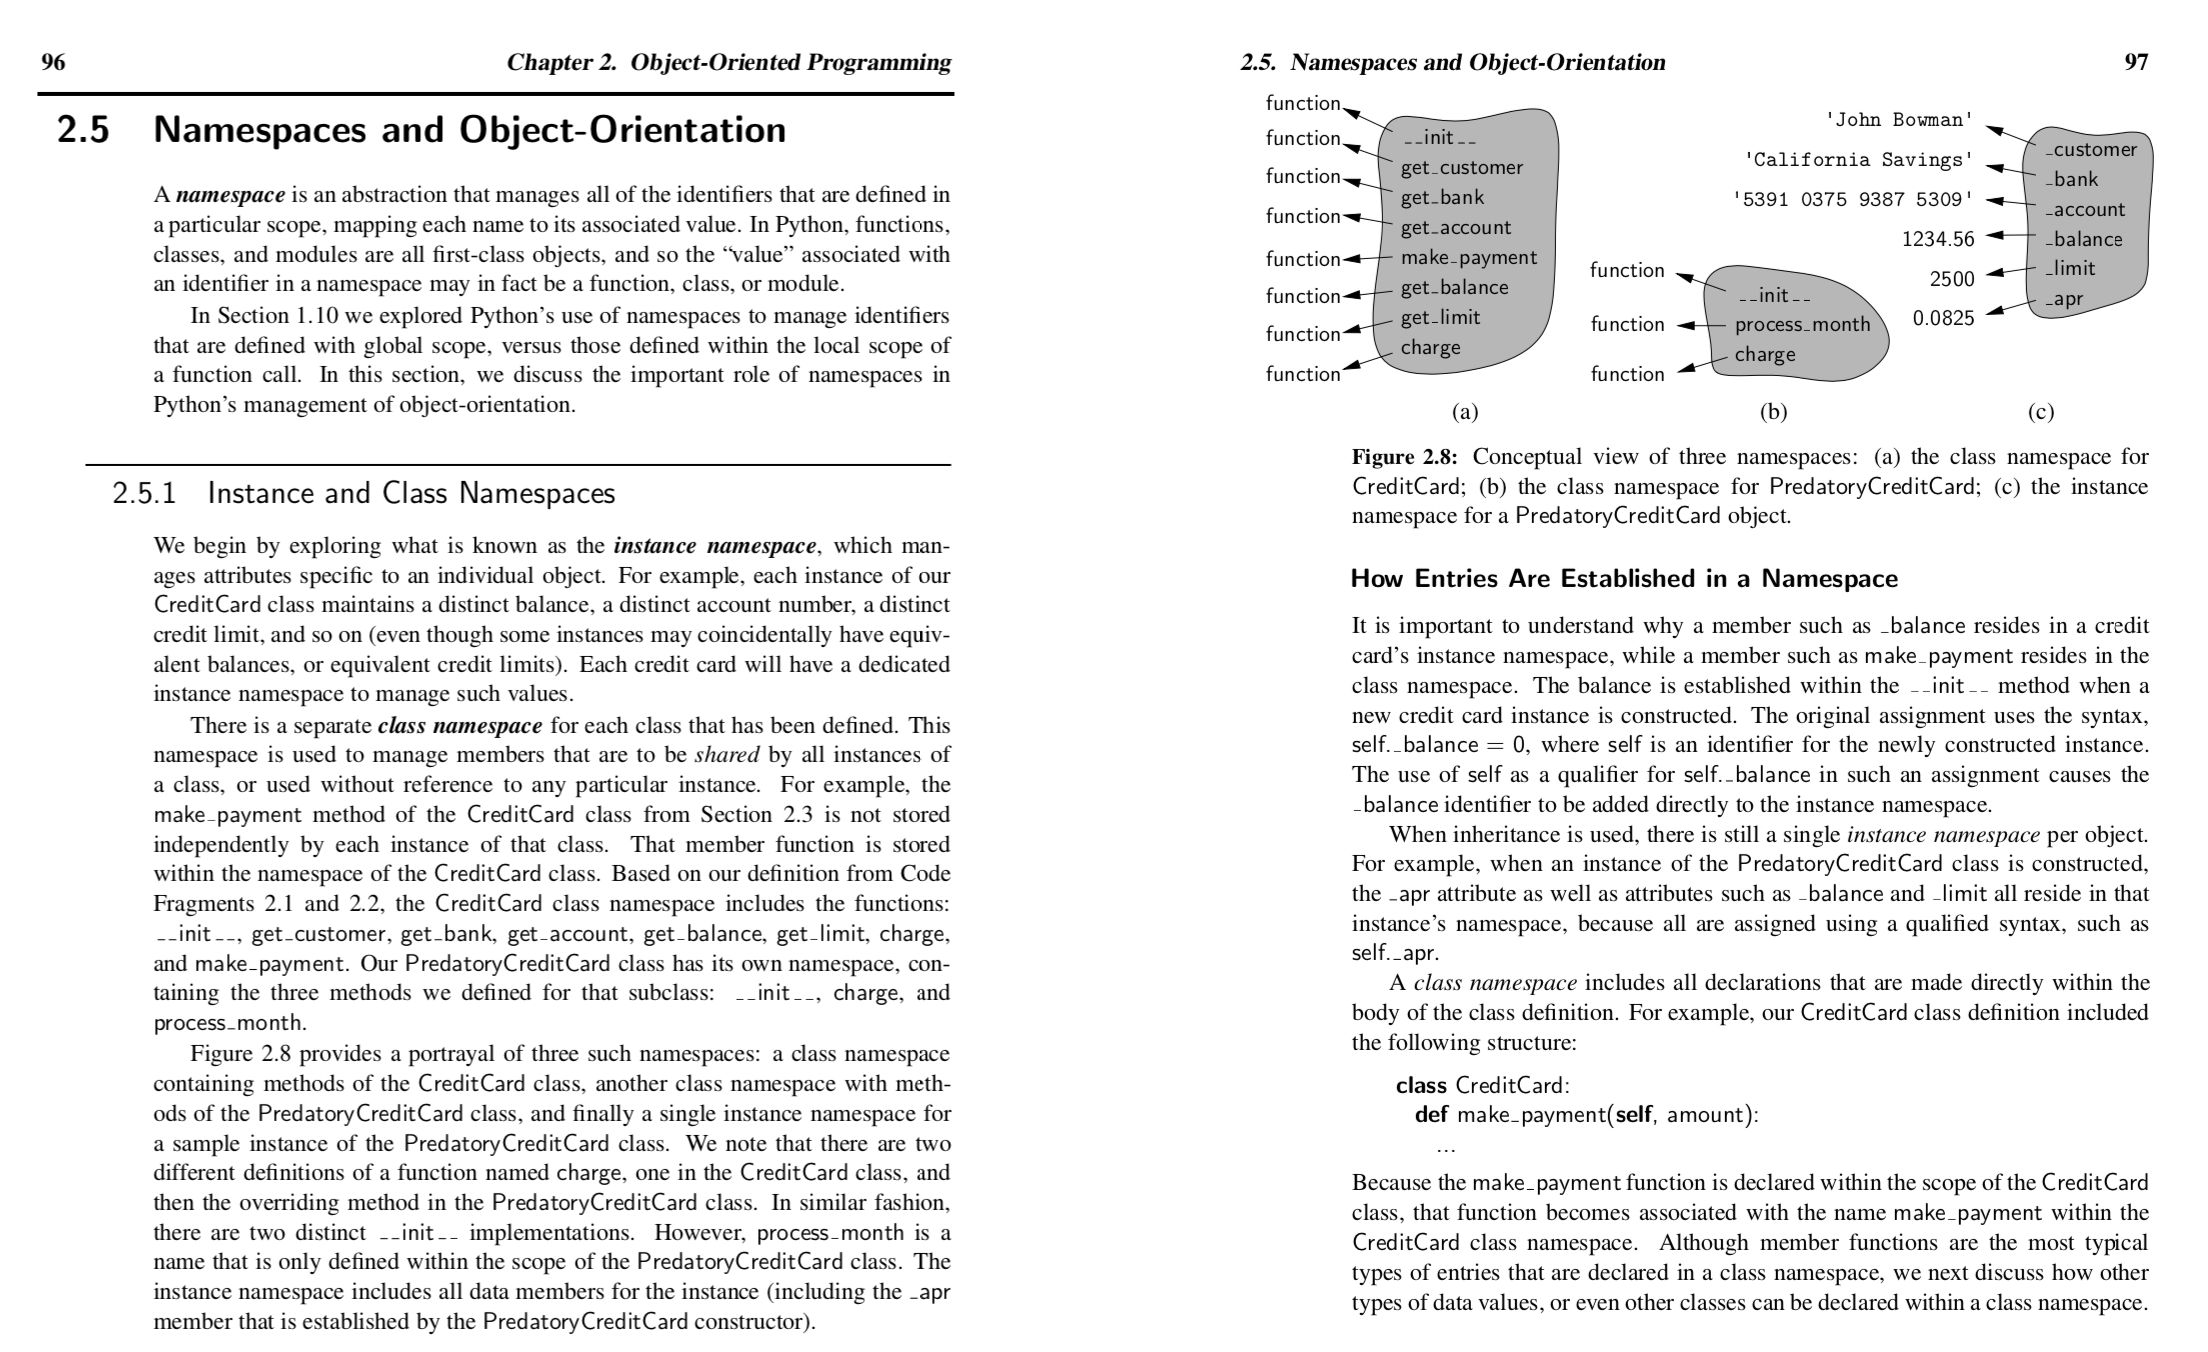 96
Chapter 2. Object-Oriented Programming
2.5 Namespaces and Object-Orientation
A namespace is an abstraction that manages all of the identifiers that are defined in
a particular scope, mapping each name to its associated value. In Python, functions,
classes, and modules are all first-class objects, and so the “value” associated with
an identifier in a namespace may in fact be a function, class, or module.
In Section 1.10 we explored Python’s use of namespaces to manage identifiers
that are defined with global scope, versus those defined within the local scope of
a function call. In this section, we discuss the important role of namespaces in
Python’s management of object-orientation.
2.5.1 Instance and Class Namespaces
We begin by exploring what is known as the instance namespace, which man-
ages attributes specific to an individual object. For example, each instance of our
CreditCard class maintains a distinct balance, a distinct account number, a distinct
credit limit, and so on (even though some instances may coincidentally have equiv-
alent balances, or equivalent credit limits). Each credit card will have a dedicated
instance namespace to manage such values.
There is a separate class namespace for each class that has been defined. This
namespace is used to manage members that are to be shared by all instances of
a class, or used without reference to any particular instance. For example, the
make_payment method of the CreditCard class from Section 2.3 is not stored
independently by each instance of that class. That member function is stored
within the namespace of the CreditCard class. Based on our definition from Code
Fragments 2.1 and 2.2, the CreditCard class namespace includes the functions:
__init__, get_customer, get_bank, get_account, get_balance, get_limit, charge,
and make_payment. Our PredatoryCreditCard class has its own namespace, con-
taining the three methods we defined for that subclass: __init__, charge, and
process_month.
Figure 2.8 provides a portrayal of three such namespaces: a class namespace
containing methods of the CreditCard class, another class namespace with meth-
ods of the PredatoryCreditCard class, and finally a single instance namespace for
a sample instance of the PredatoryCreditCard class. We note that there are two
different definitions of a function named charge, one in the CreditCard class, and
then the overriding method in the PredatoryCreditCard class. In similar fashion,
there are two distinct __init__ implementations. However, process_month is a
name that is only defined within the scope of the PredatoryCreditCard class. The
instance namespace includes all data members for the instance (including the _apr
member that is established by the PredatoryCreditCard constructor).
2.5. Namespaces and Object-Orientation
97
function
function
function
function
function
function
function
function
__init__
get_customer
get_bank
get_account
make_payment
get_balance
get_limit
charge
(a)
function
function
function
__init__
process_month
charge
(b)
'John Bowman'
'California Savings'
'5391 0375 9387 5309'
1234.56
2500
0.0825
_customer
_bank
_account
_balance
_limit
_apr
(c)
Figure 2.8: Conceptual view of three namespaces: (a) the class namespace for
CreditCard; (b) the class namespace for PredatoryCreditCard; (c) the instance
namespace for a PredatoryCreditCard object.
How Entries Are Established in a Namespace
It is important to understand why a member such as _balance resides in a credit
card’s instance namespace, while a member such as make_payment resides in the
class namespace. The balance is established within the __init__ method when a
new credit card instance is constructed. The original assignment uses the syntax,
self._balance = 0, where self is an identifier for the newly constructed instance.
The use of self as a qualifier for self._balance in such an assignment causes the
_balance identifier to be added directly to the instance namespace.
When inheritance is used, there is still a single instance namespace per object.
For example, when an instance of the PredatoryCreditCard class is constructed,
the _apr attribute as well as attributes such as _balance and _limit all reside in that
instance’s namespace, because all are assigned using a qualified syntax, such as
self._apr.
A class namespace includes all declarations that are made directly within the
body of the class definition. For example, our CreditCard class definition included
the following structure:
class CreditCard:
def make_payment(self, amount):
...
Because the make_payment function is declared within the scope of the CreditCard
class, that function becomes associated with the name make_payment within the
CreditCard class namespace. Although member functions are the most typical
types of entries that are declared in a class namespace, we next discuss how other
types of data values, or even other classes can be declared within a class namespace.